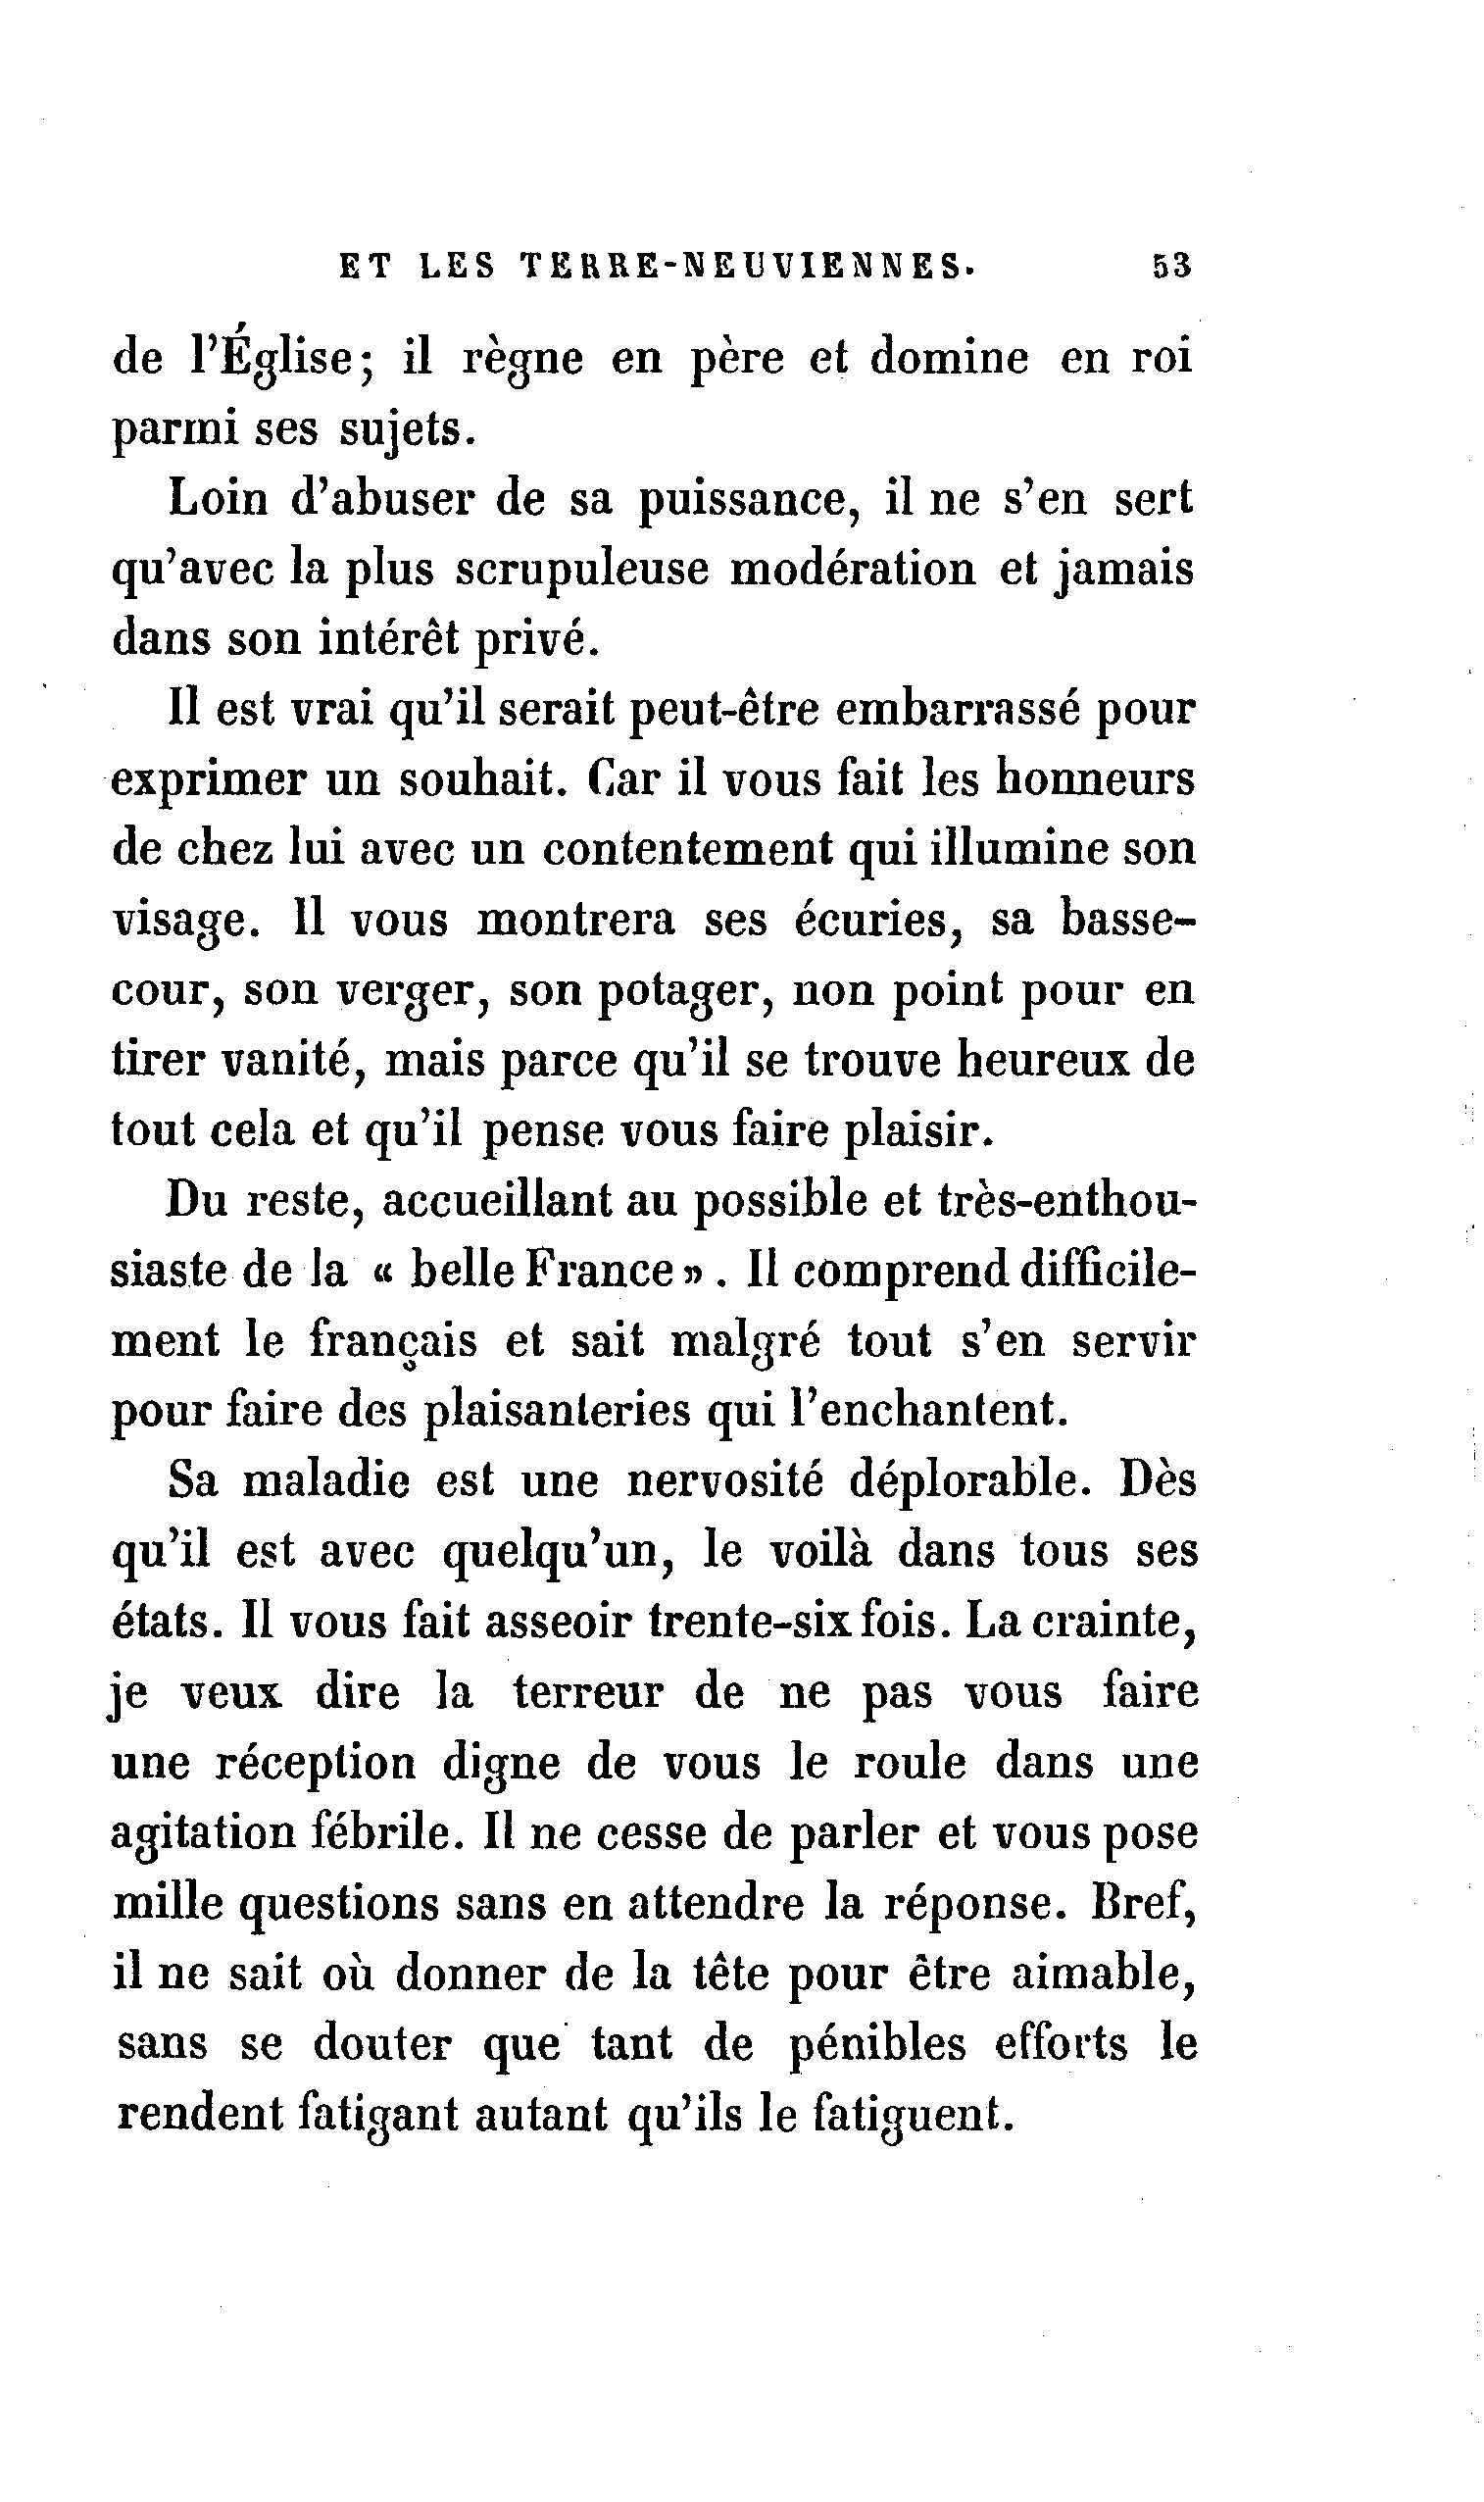 ET LES TERRE-NEUVIENNES. 53
de l'Église; il règne en père et domine en roi
parmi ses sujets.
Loin d'abuser de sa puissance, il ne s'en sert
qu'avec la plus scrupuleuse modération et jamais
dans son intérêt privé.
Il est vrai qu'il serait peut-être embarrassé pour
exprimer un souhait. Car il vous fait les honneurs
de chez lui avec un contentement qui illumine son
visage. Il vous montrera ses écuries, sa basse-
cour, son verger, son potager, non point pour en
tirer vanité, mais parce qu'il se trouve heureux de
tout cela et qu'il pense vous faire plaisir.
Du reste, accueillant au possible et très-enthou-
siaste de la « belle France » . Il comprend difficile-
ment le français et sait malgré tout s'en servir
pour faire des plaisanteries qui l'enchantent.
Sa maladie est une nervosité déplorable. Dès
qu'il est avec quelqu'un, le voilà dans tous ses
états. Il vous fait asseoir trente-six fois. La crainte,
je veux dire la terreur de ne pas vous faire
une réception digne de vous le roule dans une
agitation fébrile. Il ne cesse de parler et vous pose
mille questions sans en attendre la réponse. Bref,
il ne sait où donner de la tête pour être aimable,
sans se douter que tant de pénibles efforts le
rendent fatigant autant qu'ils le fatiguent.